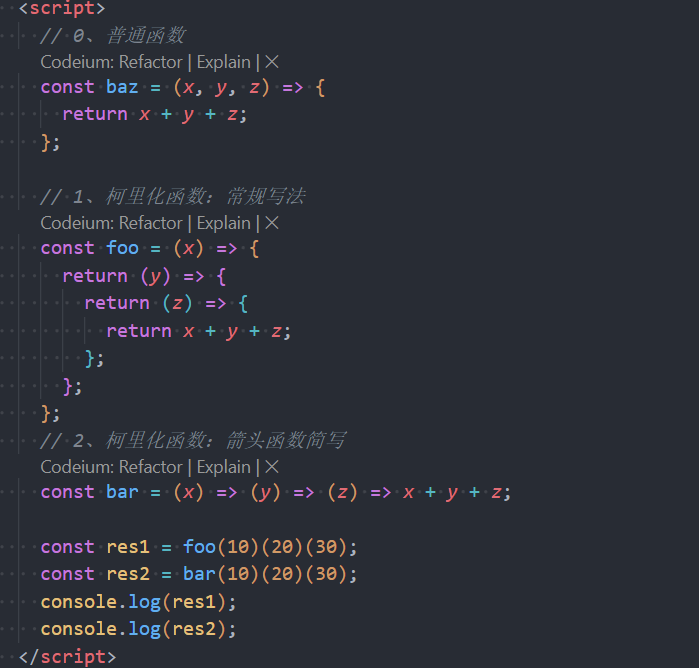 <script>
// 0、普通函数
Codeium: Refactor | Explain | ×
const baz = (x, y, z) => {
return x + y + z;
};
// 1、柯里化函数：常规写法
Codeium: Refactor | Explain | ×
const foo = (x) => {
return (y) => {
return (z) => {
return x + y + z;
};
};
};
// 2、柯里化函数：箭头函数简写
Codeium: Refactor | Explain | ×
const bar = (x) => (y) => (z) => x + y + z;
const res1 = foo(10)(20)(30);
const res2 = bar(10)(20)(30);
console.log(res1);
console.log(res2);
</script>